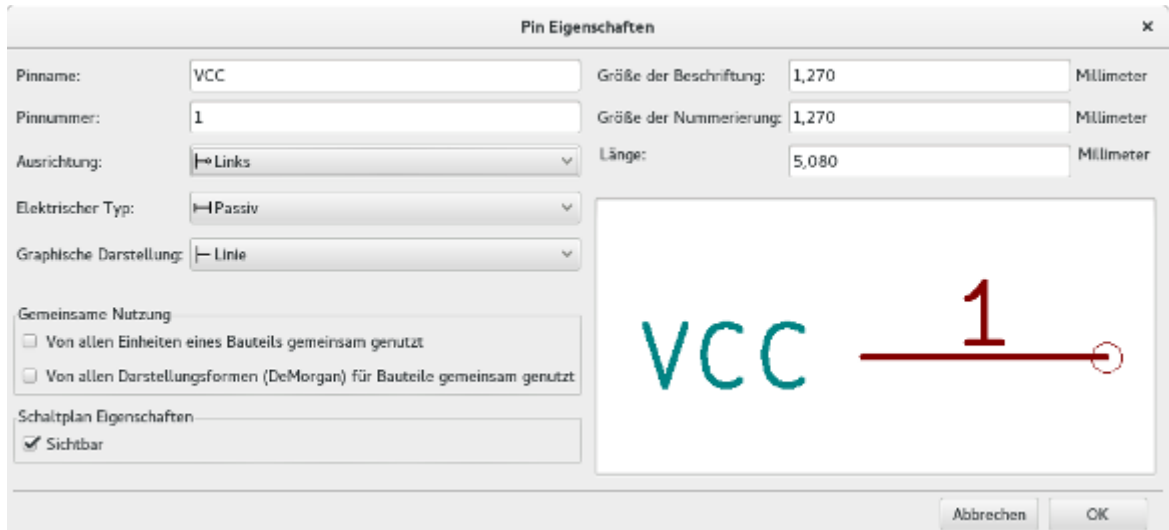 Pin Eigenschaften
Pinname: VCC
Pinnummer: 1
Ausrichtung: Links
Elektrischer Typ: Passiv
Graphische Darstellung: Linie
Gemeinsame Nutzung
Von allen Einheiten eines Bauteils gemeinsam genutzt
Von allen Darstellungsformen (DeMorgan) für Bauteile gemeinsam genutzt
Schaltplan Eigenschaften
Sichtbar
Größe der Beschriftung: 1,270 Millimeter
Größe der Nummerierung: 1,270 Millimeter
Länge: 5,080 Millimeter
VCC 1
Abbrechen OK